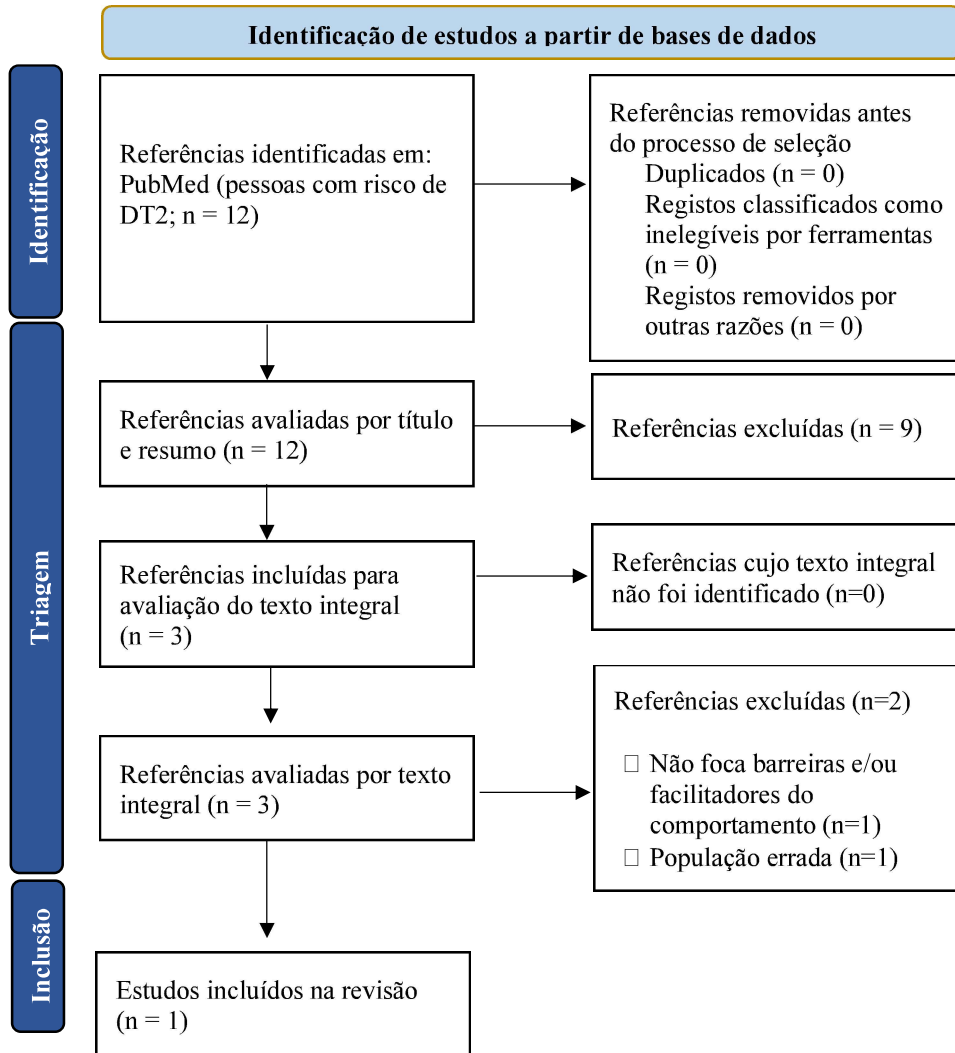 Identificação de estudos a partir de bases de dados
Identificação
Referências identificadas em:
PubMed (pessoas com risco de
DT2; n = 12)
Referências removidas antes
do processo de seleção
Duplicados (n = 0)
Registos classificados como
inelegíveis por ferramentas
(n = 0)
Registos removidos por
outras razões (n = 0)
Triagem
Referências avaliadas por título
e resumo (n = 12)
Referências excluídas (n = 9)
Referências incluídas para
avaliação do texto integral
(n = 3)
Referências cujo texto integral
não foi identificado (n=0)
Referências avaliadas por texto
integral (n = 3)
Referências excluídas (n=2)
□ Não foca barreiras e/ou
facilitadores do
comportamento (n=1)
□ População errada (n=1)
Inclusão
Estudos incluídos na revisão
(n = 1)